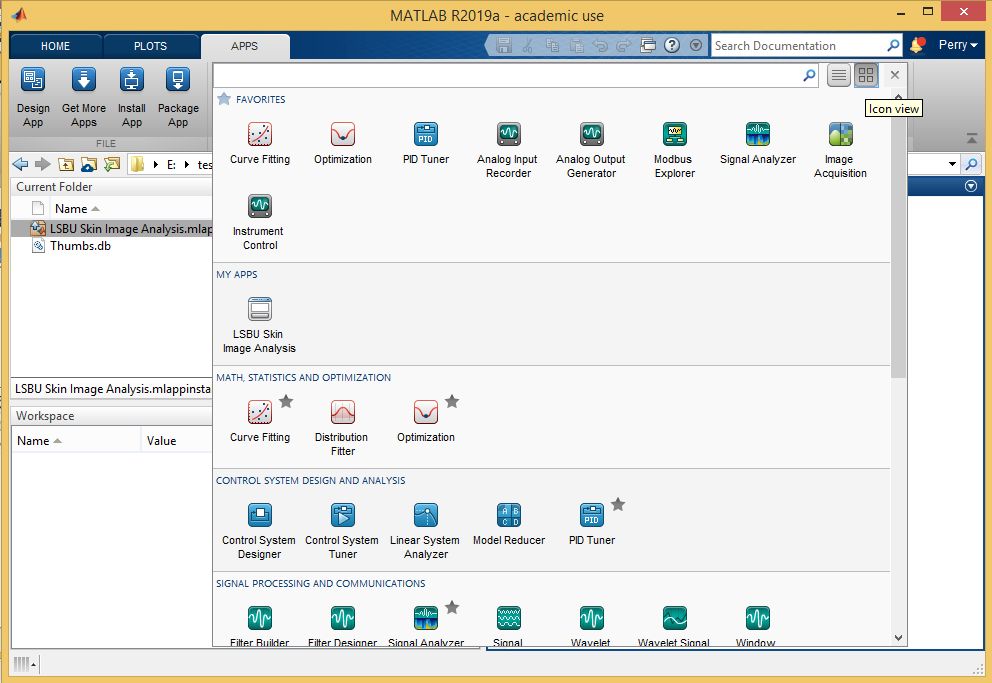 MATLAB R2019a - academic use
HOME
PLOTS
APPS
Search Documentation
Perry
Design App
Get More Apps
Install App
Package App
FILE
Icon view
E:
tes
Current Folder
Name
LSBU Skin Image Analysis.mlap
Thumbs.db
LSBU Skin Image Analysis.mlappinsta
Workspace
Name
Value
FAVORITES
Curve Fitting
Optimization
PID
PID Tuner
Analog Input
Recorder
Analog Output
Generator
Modbus
Explorer
Signal Analyzer
Image
Acquisition
Instrument
Control
MY APPS
LSBU Skin
Image Analysis
MATH, STATISTICS AND OPTIMIZATION
Curve Fitting
Distribution
Fitter
Optimization
CONTROL SYSTEM DESIGN AND ANALYSIS
Control System
Designer
Control System
Tuner
Linear System
Analyzer
A B
C D
Model Reducer
PID
PID Tuner
SIGNAL PROCESSING AND COMMUNICATIONS
Filter Builder
Filter Designer
Signal Analyzer
Signal
Wavelet
Wavelet Signal
Window